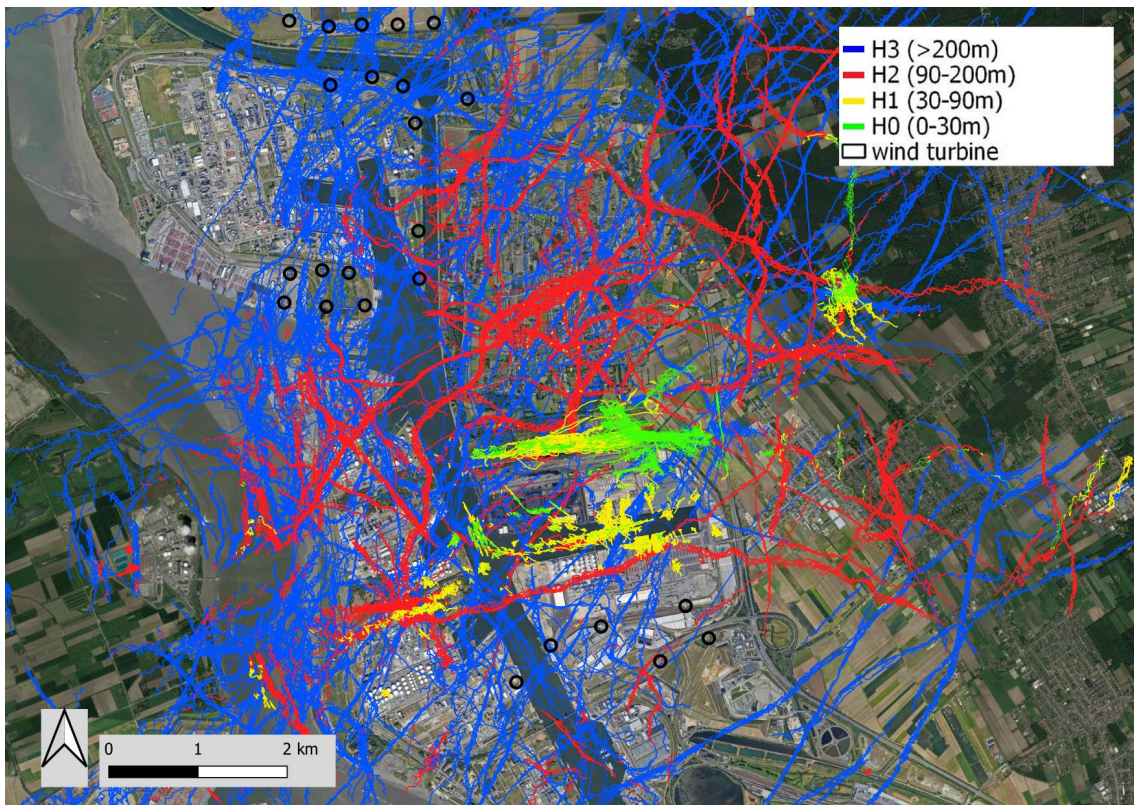 H3 (>200m)
H2 (90-200m)
H1 (30-90m)
H0 (0-30m)
wind turbine
0 1 2 km